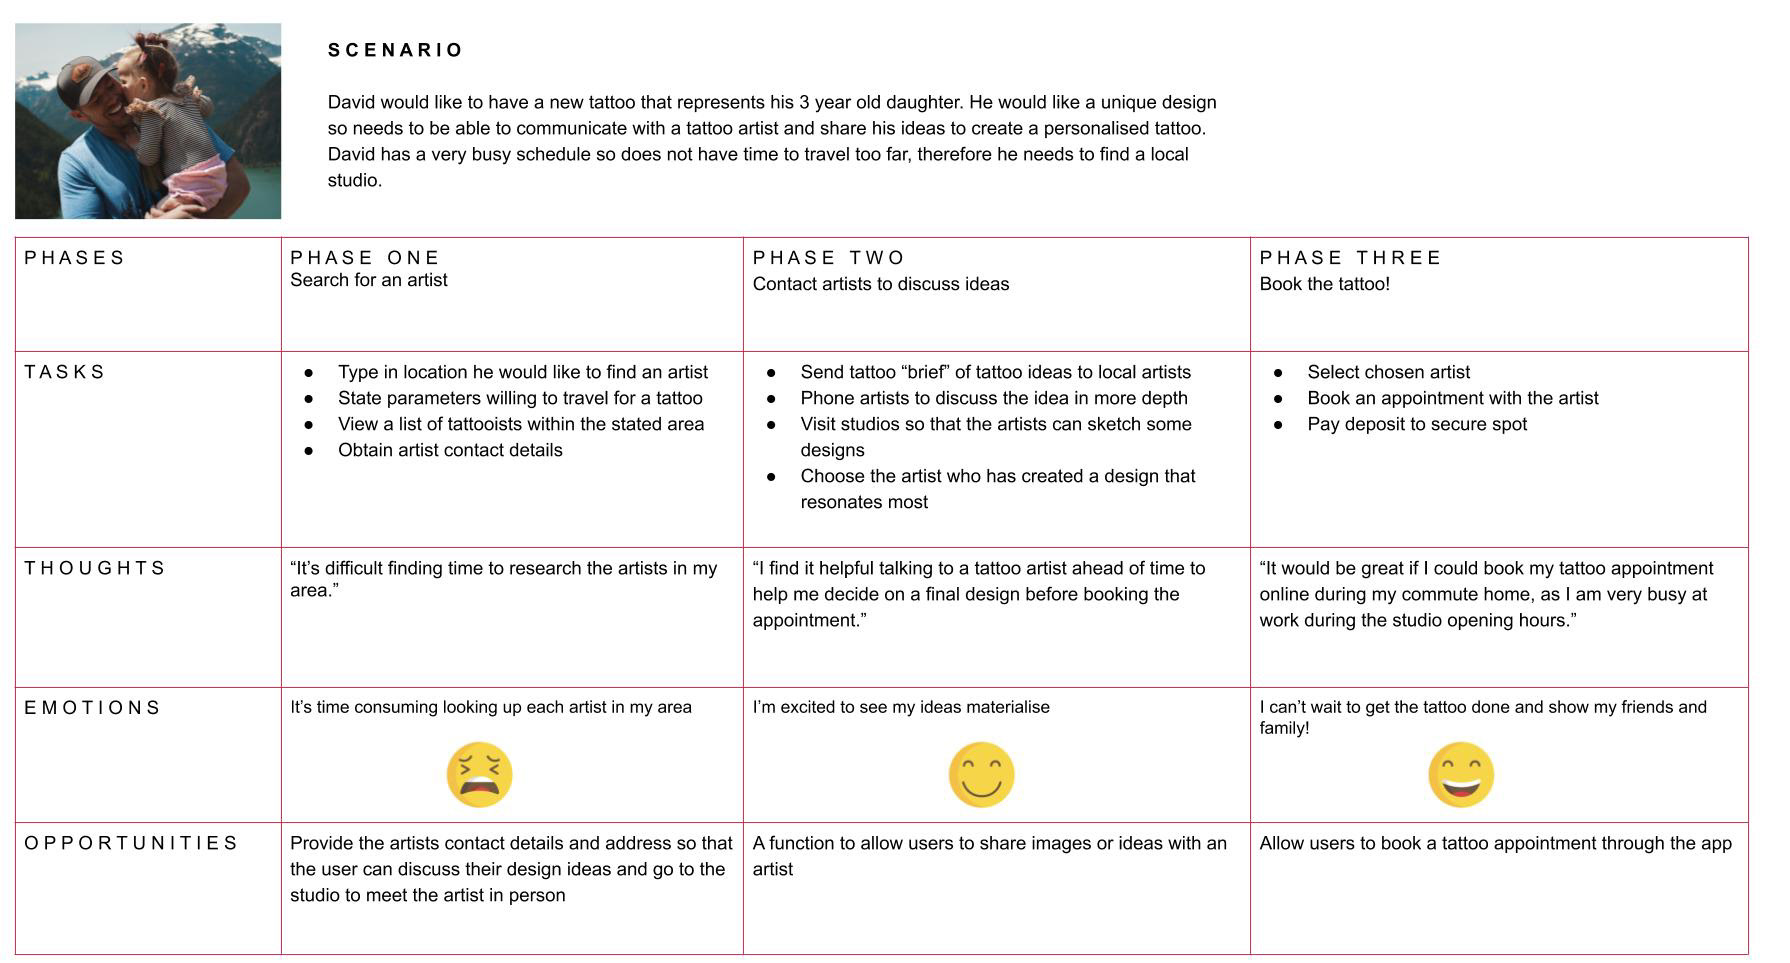 SCENARIO
David would like to have a new tattoo that represents his 3 year old daughter. He would like a unique design
so needs to be able to communicate with a tattoo artist and share his ideas to create a personalised tattoo.
David has a very busy schedule so does not have time to travel too far, therefore he needs to find a local
studio.
PHASES
PHASE ONE
Search for an artist
PHASE TWO
Contact artists to discuss ideas
PHASE THREE
Book the tattoo!
TASKS
● Type in location he would like to find an artist
● State parameters willing to travel for a tattoo
● View a list of tattooists within the stated area
● Obtain artist contact details
● Send tattoo “brief” of tattoo ideas to local artists
● Phone artists to discuss the idea in more depth
● Visit studios so that the artists can sketch some
designs
● Choose the artist who has created a design that
resonates most
● Select chosen artist
● Book an appointment with the artist
● Pay deposit to secure spot
THOUGHTS
“It’s difficult finding time to research the artists in my
area.”
“I find it helpful talking to a tattoo artist ahead of time to
help me decide on a final design before booking the
appointment.”
“It would be great if I could book my tattoo appointment
online during my commute home, as I am very busy at
work during the studio opening hours.”
EMOTIONS
It’s time consuming looking up each artist in my area
I’m excited to see my ideas materialise
I can’t wait to get the tattoo done and show my friends and
family!
OPPORTUNITIES
Provide the artists contact details and address so that
the user can discuss their design ideas and go to the
studio to meet the artist in person
A function to allow users to share images or ideas with an
artist
Allow users to book a tattoo appointment through the app